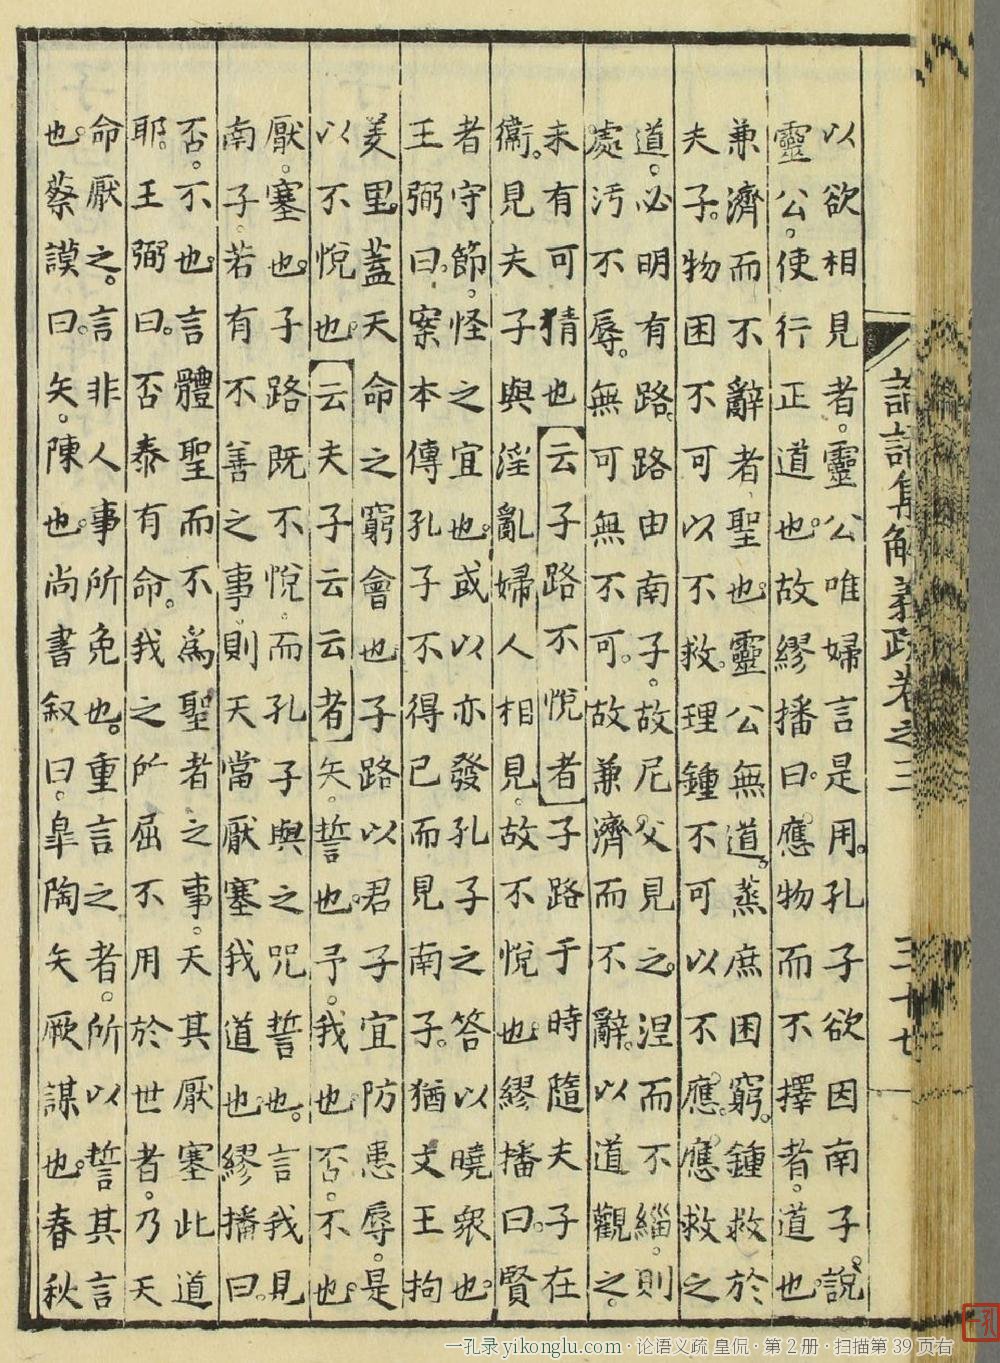 以欲相見者。靈公唯婦言是用。孔子欲因南子。說
靈公。使行正道也。故繆播曰。應物而不擇者。道也。
兼濟而不辭者聖也。靈公無道。蒸庶困窮。鍾救於
夫子。物困不可以不救。理鍾不可以不應。應救之
道。必明有路。路由南子。故尼父見之。涅而不緇。則
處汚不辱。無可無不可。故兼濟而不辭。以道觀之。
未有可猜也【云子路不悅者】子路于時隨夫子在
衞。見夫子與淫亂婦人相見。故不悅也。繆播曰。賢
者守節。怪之宜也。或以亦發孔子之答以曉衆也。
王弼曰。案本傳孔子不得已而見南子。猶文王拘
羑里蓋天命之窮會也。子路以君子宜防患辱。是
以不悅也。【云夫子云云者】矢。誓也。予。我也。否。不也。
厭。塞也。子路既不悅。而孔子與之咒誓也。言我見
南子。若有不善之事。則天當厭塞我道也。繆播曰。
否。不也。言體聖而不爲聖者之事。天其厭塞此道
耶。王弼曰。否泰有命。我之所屈不用於世者。乃天
命厭之。言非人事所免也。重言之者。所以誓其言
也。蔡謨曰。矢。陳也。尚書叙曰。皐陶矢厥謀也。春秋
論語集解義疏卷之三
三十七
一孔
一孔录 yikonglu.com · 论语义疏 皇侃 · 第 2 册 · 扫描第 39 页右